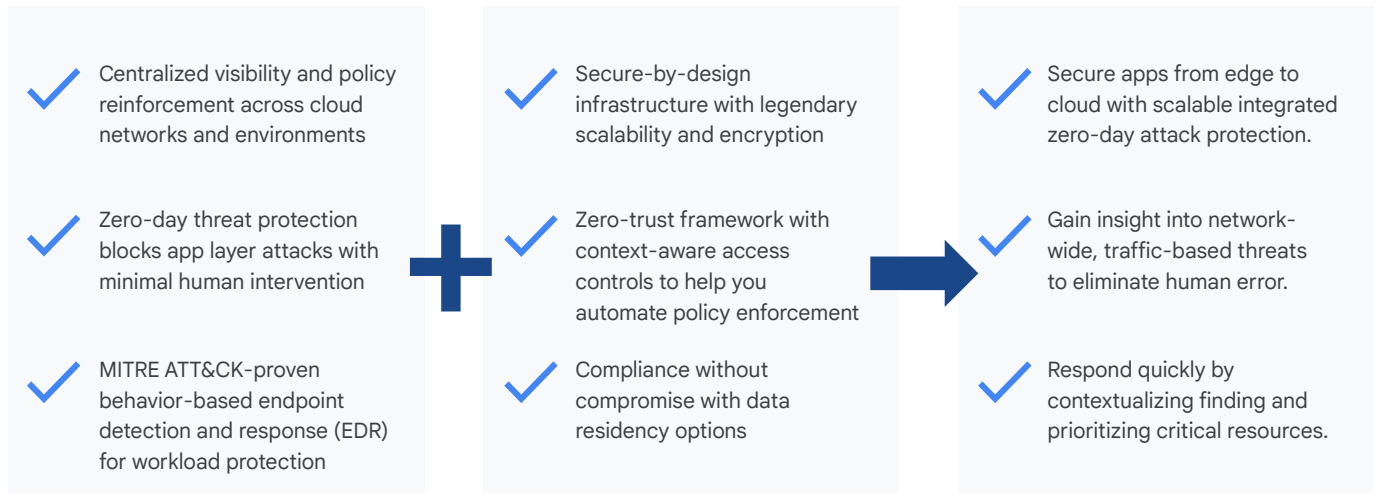 Centralized visibility and policy
reinforcement across cloud
networks and environments
Zero-day threat protection
blocks app layer attacks with
minimal human intervention
MITRE ATT&CK-proven
behavior-based endpoint
detection and response (EDR)
for workload protection
Secure-by-design
infrastructure with legendary
scalability and encryption
Zero-trust framework with
context-aware access
controls to help you
automate policy enforcement
Compliance without
compromise with data
residency options
Secure apps from edge to
cloud with scalable integrated
zero-day attack protection.
Gain insight into network-
wide, traffic-based threats
to eliminate human error.
Respond quickly by
contextualizing finding and
prioritizing critical resources.